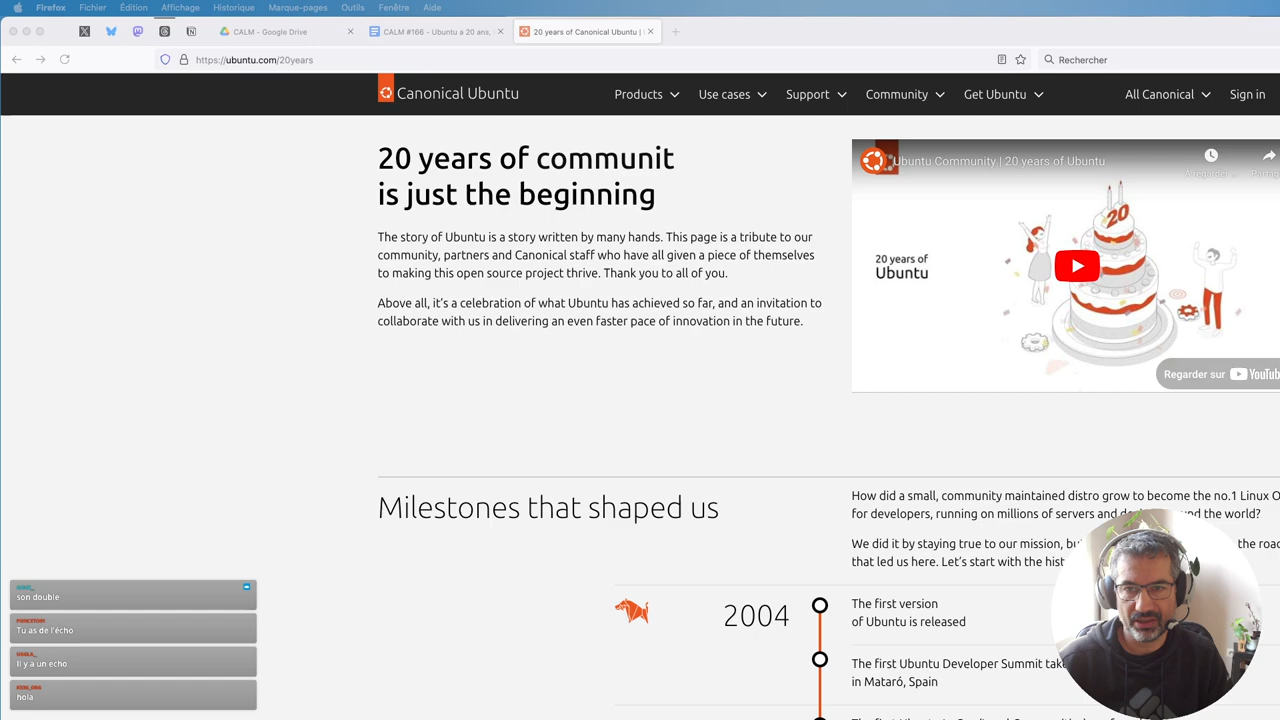 Firefox Fichier Édition Affichage Historique Marque-pages Outils Fenêtre Aide
CALM - Google Drive
CALM #166 - Ubuntu a 20 ans,
20 years of Canonical Ubuntu |
https://ubuntu.com/20years
Rechercher
Canonical Ubuntu
Products Use cases Support Community Get Ubuntu All Canonical Sign in
20 years of communit
is just the beginning
The story of Ubuntu is a story written by many hands. This page is a tribute to our
community, partners and Canonical staff who have all given a piece of themselves
to making this open source project thrive. Thank you to all of you.
Above all, it's a celebration of what Ubuntu has achieved so far, and an invitation to
collaborate with us in delivering an even faster pace of innovation in the future.
Ubuntu Community | 20 years of Ubuntu
À regarder ...
Partag
20 years of
Ubuntu
20
Regarder sur YouTub
Milestones that shaped us
How did a small, community maintained distro grow to become the no.1 Linux O
for developers, running on millions of servers and d und the world?
We did it by staying true to our mission, bu the road
that led us here. Let's start with the hist
2004
The first version
of Ubuntu is released
The first Ubuntu Developer Summit tak
in Mataró, Spain
son double
Tu as de l'écho
Il y a un echo
hola